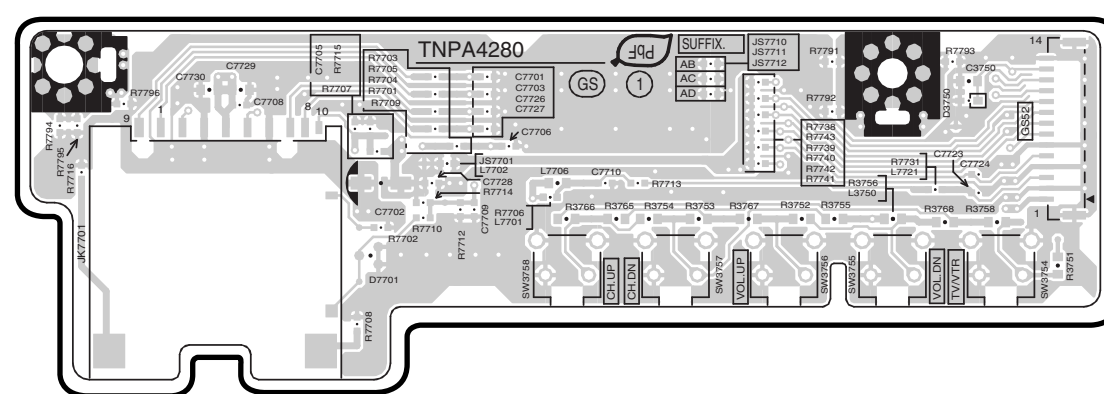 TNPA4280
SUFFIX.
JS7710
JS7711
JS7712
AB
AC
AD
PbF
GS
1
R7791
R7793
14
C3750
D3750
GS52
R7792
C7705
R7715
R7703
R7705
R7704
R7701
R7709
R7707
C7701
C7703
C7726
C7727
C7706
C7729
C7730
C7708
R7796
9
1
8
10
R7794
R7795
R7716
JS7701
L7702
C7728
R7714
L7706
C7710
R7713
R7738
R7743
R7739
R7740
R7742
R7741
R7731
L7721
C7723
C7724
R3756
L3750
C7702
R7702
R7710
R7712
C7709
R7706
L7701
R3766
R3765
R3754
R3753
R3767
R3752
R3755
R3768
R3758
1
JK7701
D7701
R7708
SW3758
CH.UP
CH.DN
SW3757
VOL.UP
SW3756
SW3755
VOL.DN
TV/VTR
SW3754
R3751